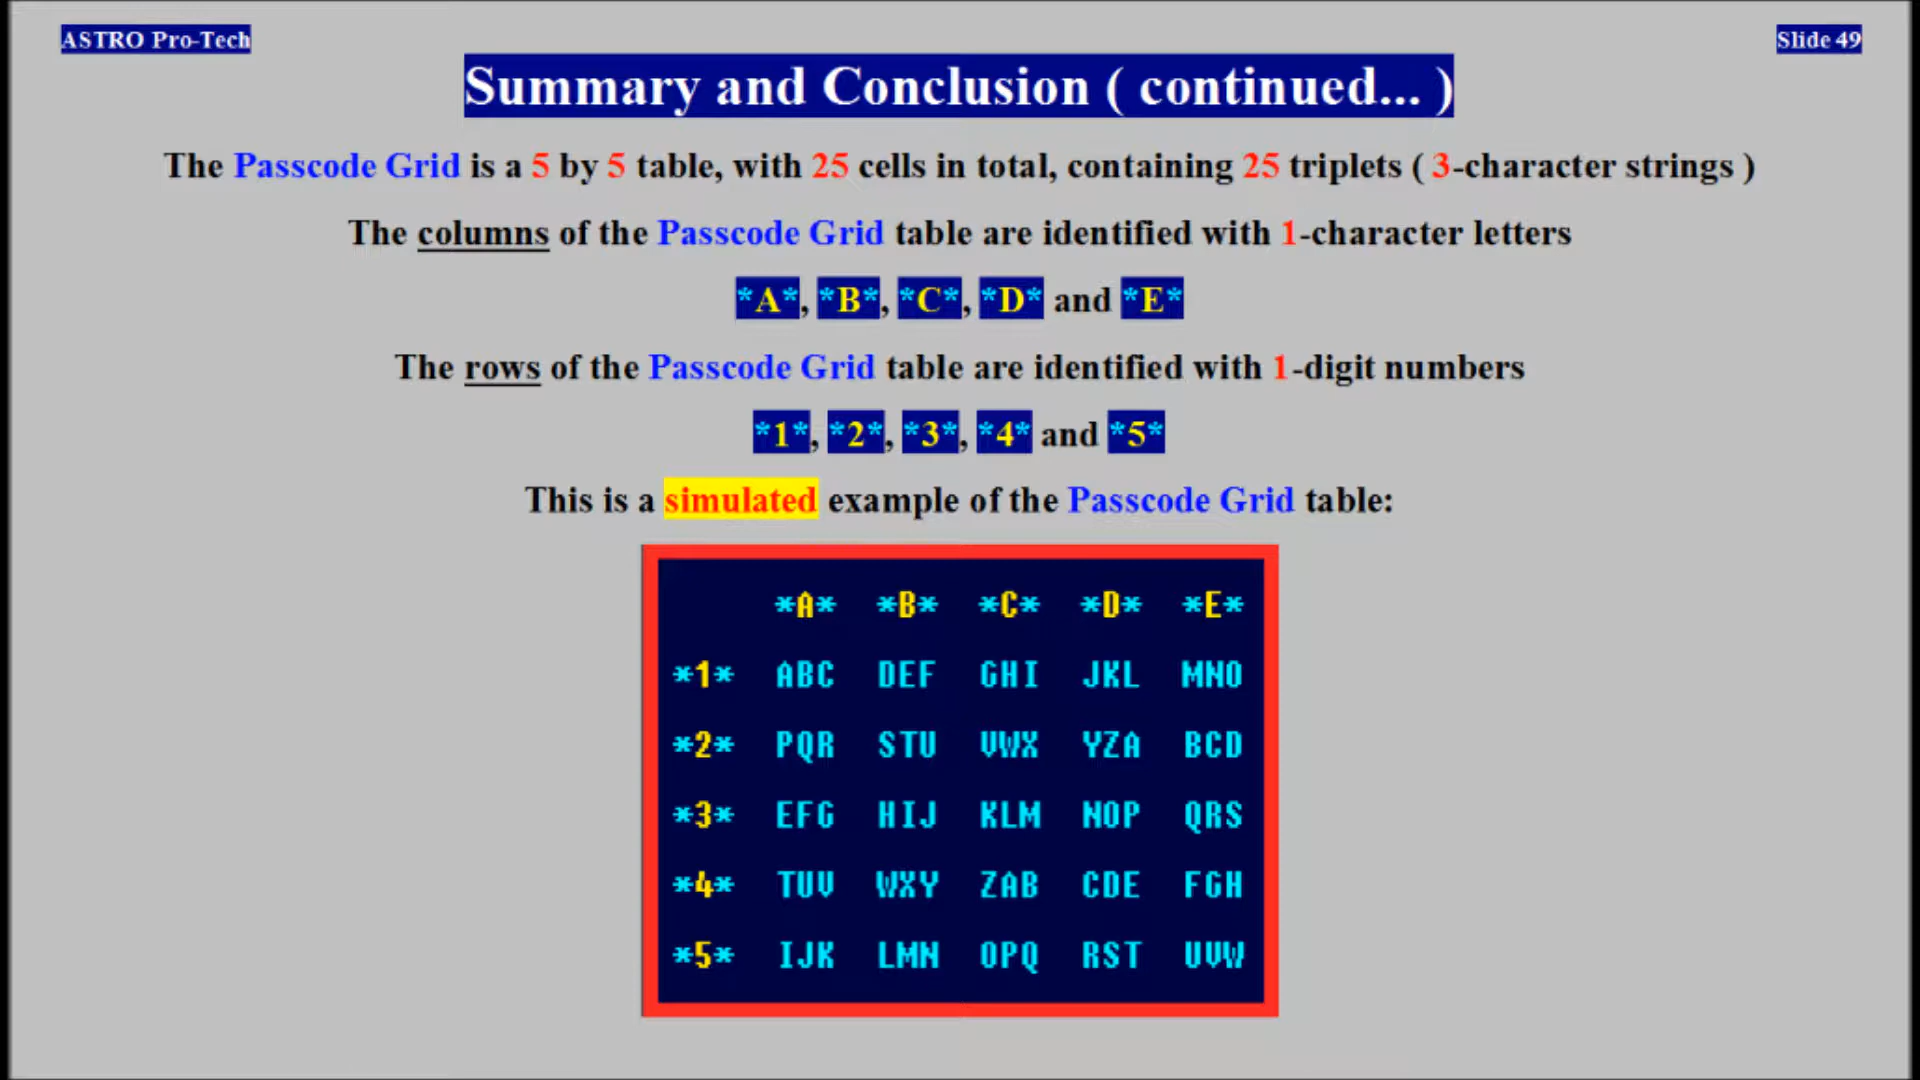 ASTRO Pro-Tech
Slide 49
Summary and Conclusion ( continued... )
The Passcode Grid is a 5 by 5 table, with 25 cells in total, containing 25 triplets ( 3-character strings )
The columns of the Passcode Grid table are identified with 1-character letters
*A*, *B*, *C*, *D* and *E*
The rows of the Passcode Grid table are identified with 1-digit numbers
*1*, *2*, *3*, *4* and *5*
This is a simulated example of the Passcode Grid table:
*A* *B* *C* *D* *E*
*1* ABC DEF GHI JKL MNO
*2* PQR STU VWX YZA BCD
*3* EFG HIJ KLM NOP QRS
*4* TUV WXY ZAB CDE FGH
*5* IJK LMN OPQ RST UVW